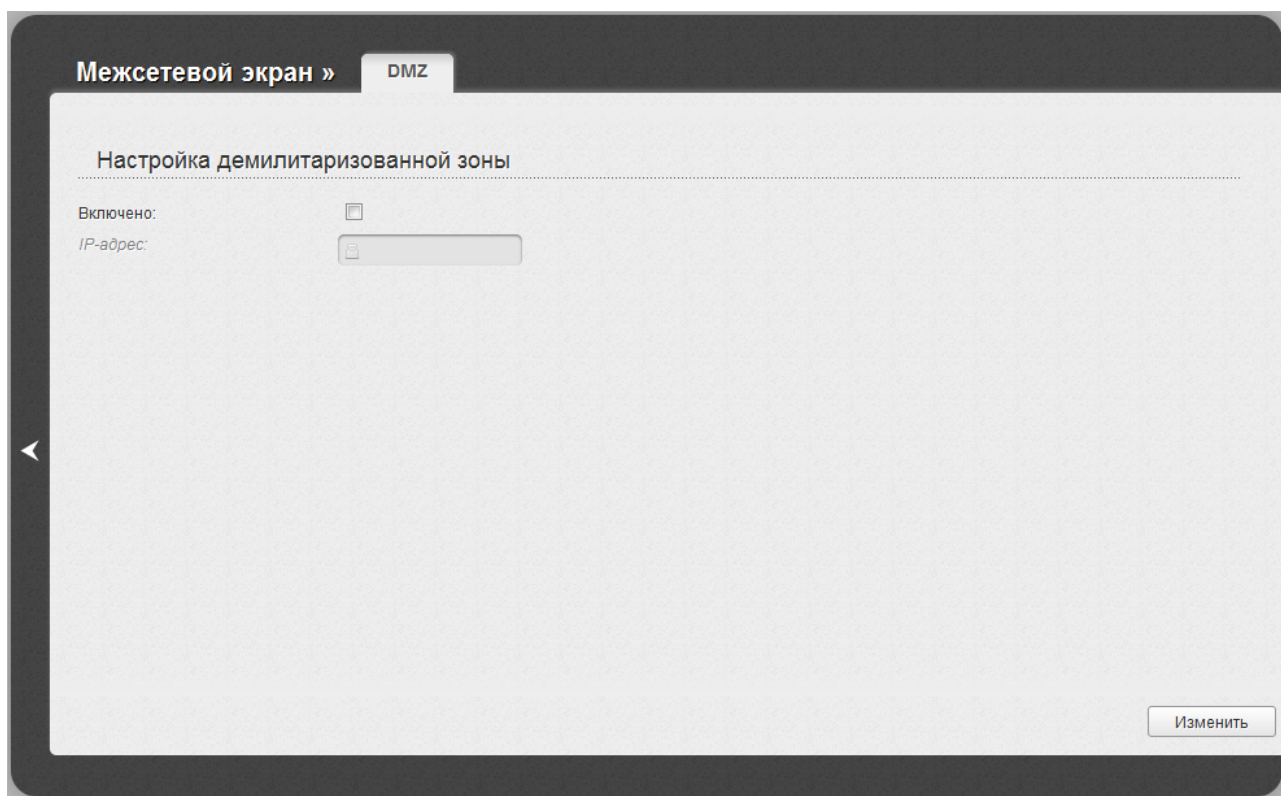 Межсетевой экран » DMZ
Настройка демилитаризованной зоны
Включено:
IP-адрес:
Изменить